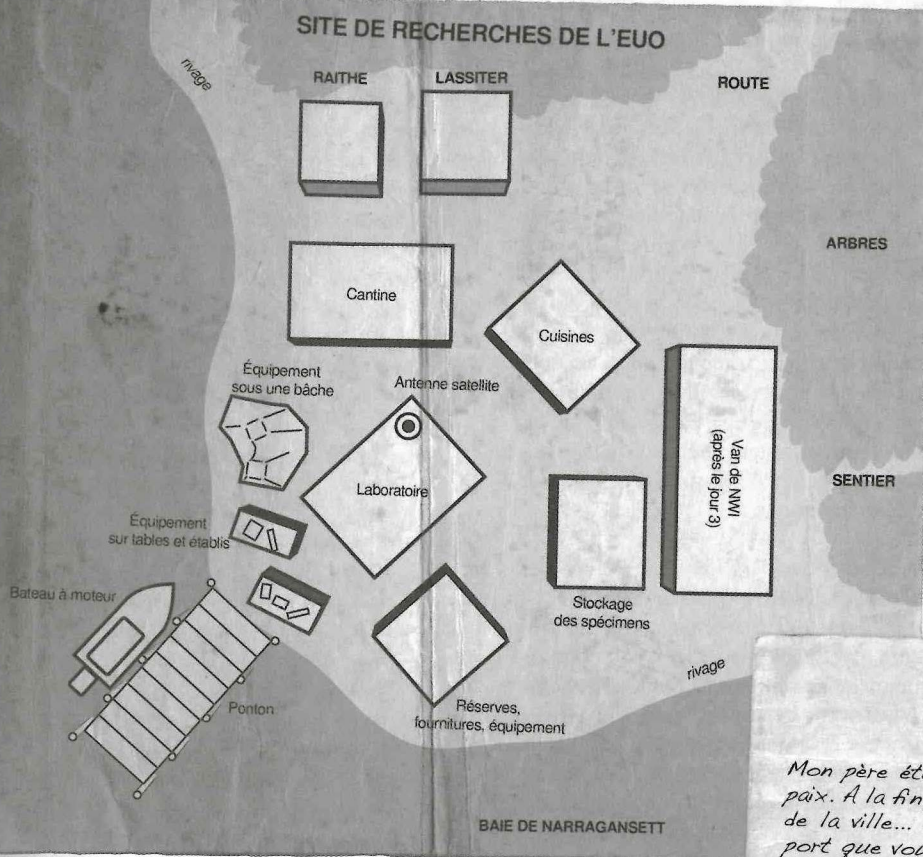 SITE DE RECHERCHES DE L'EUO
rivage
RAITHE
LASSITER
ROUTE
ARBRES
Cantine
Cuisines
Équipement
sous une bâche
Antenne satellite
Laboratoire
Van de NWI
(après le jour 3)
SENTIER
Équipement
sur tables et établis
Bateau à moteur
Stockage
des spécimens
Ponton
Réserves,
fournitures, équipement
rivage
BAIE DE NARRAGANSETT
Mon père ét
paix. À la fin
de la ville...
port que vou